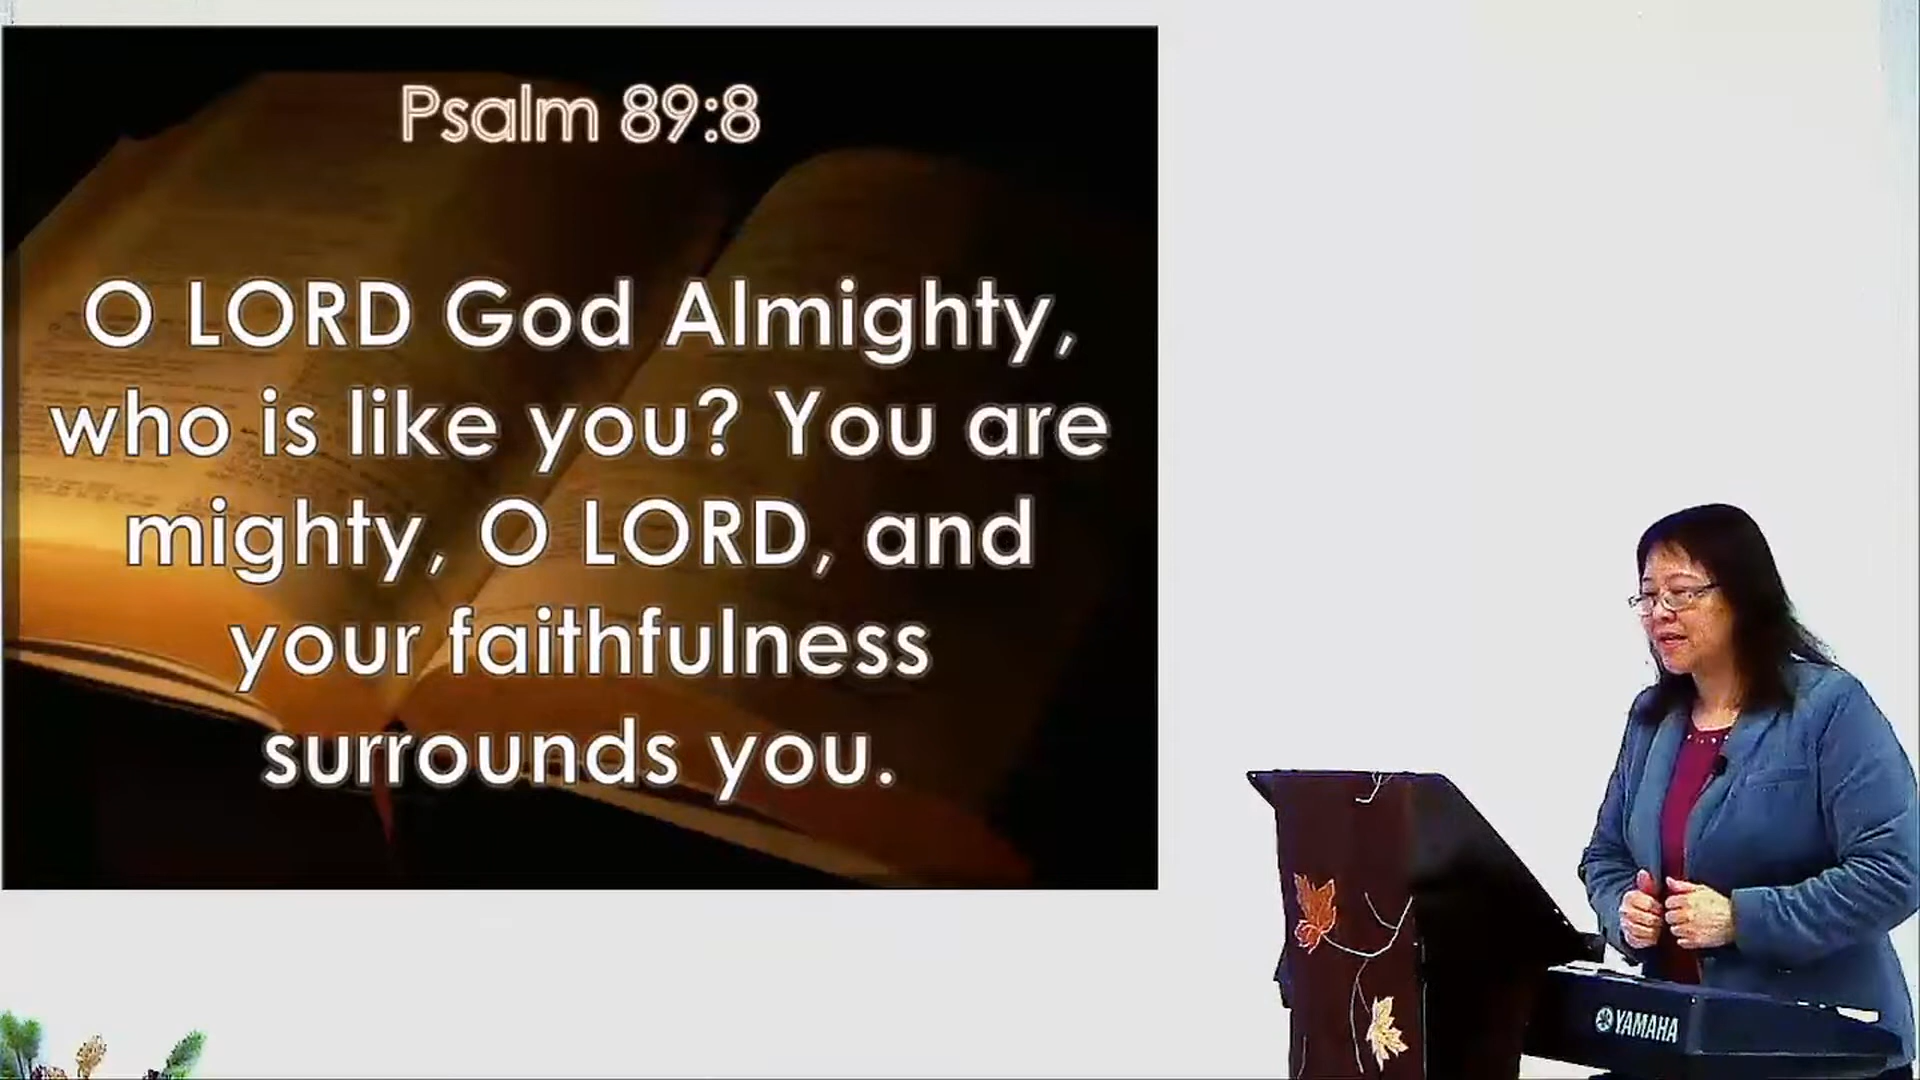 Psalm 89:8
O LORD God Almighty,
who is like you? You are
mighty, O LORD, and
your faithfulness
surrounds you.
YAMAHA